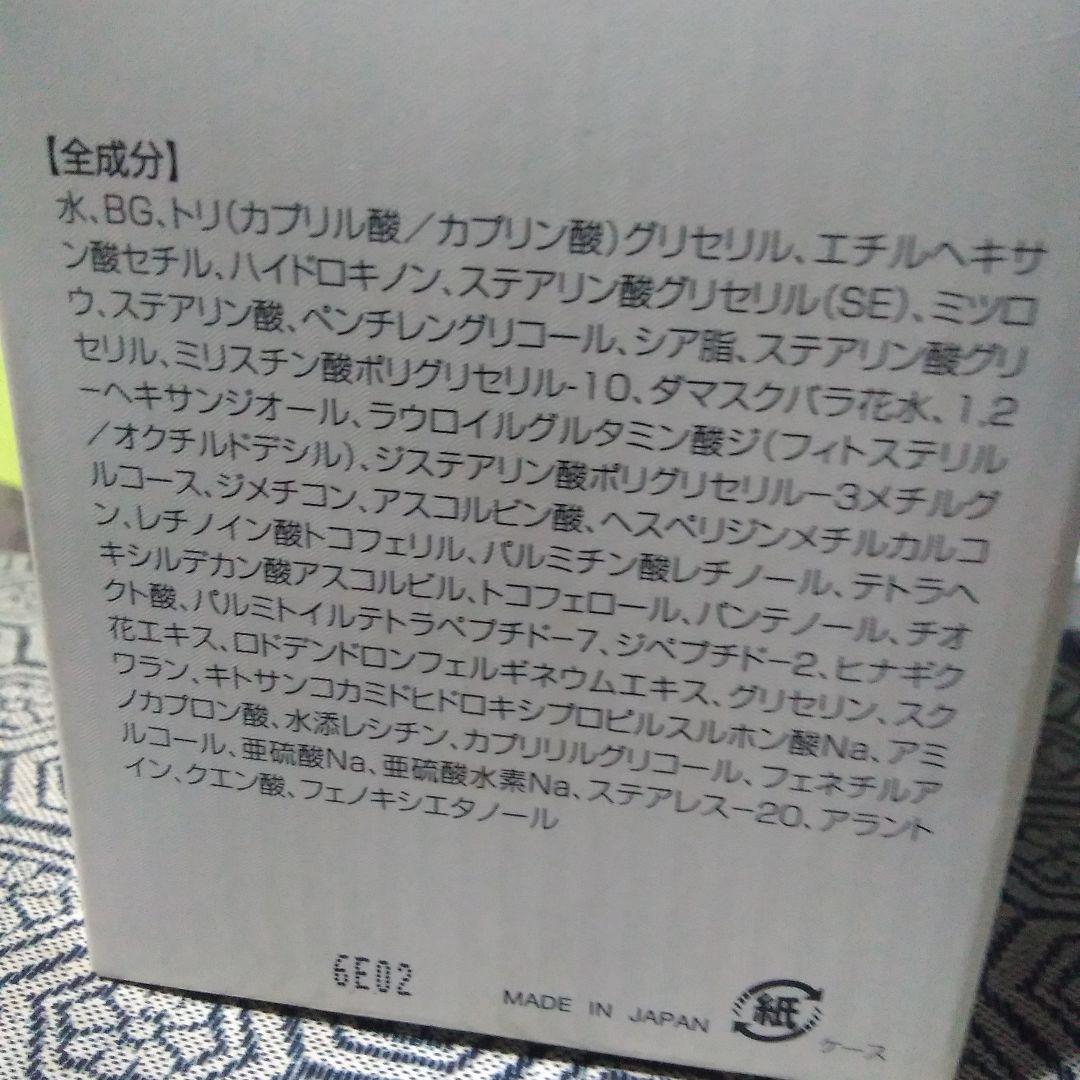 【全成分】
水、BG、トリ(カプリル酸／カプリン酸)グリセリル、エチルヘキサ
ン酸セチル、ハイドロキノン、ステアリン酸グリセリル(SE)、ミツロ
ウ、ステアリン酸、ペンチレングリコール、シア脂、ステアリン酸グリ
セリル、ミリスチン酸ポリグリセリル-10、ダマスクバラ花水、1,2
-ヘキサンジオール、ラウロイルグルタミン酸ジ(フィトステリル
/オクチルドデシル)、ジステアリン酸ポリグリセリル-3メチルグ
ルコース、ジメチコン、アスコルビン酸、ヘスペリジンメチルカルコ
ン、レチノイン酸トコフェリル、パルミチン酸レチノール、テトラヘ
キシルデカン酸アスコルビル、トコフェロール、パンテノール、チオ
クト酸、パルミトイルテトラペプチド-7、ジペプチド-2、ヒナギク
花エキス、ロドデンドロンフェルギネウムエキス、グリセリン、スク
ワラン、キトサンコカミドヒドロキシプロピルスルホン酸Na、アミ
ノカプロン酸、水添レシチン、カプリリルグリコール、フェネチルア
ルコール、亜硫酸Na、亜硫酸水素Na、ステアレス-20、アラント
イン、クエン酸、フェノキシエタノール
6E02
MADE IN JAPAN
紙
ケース